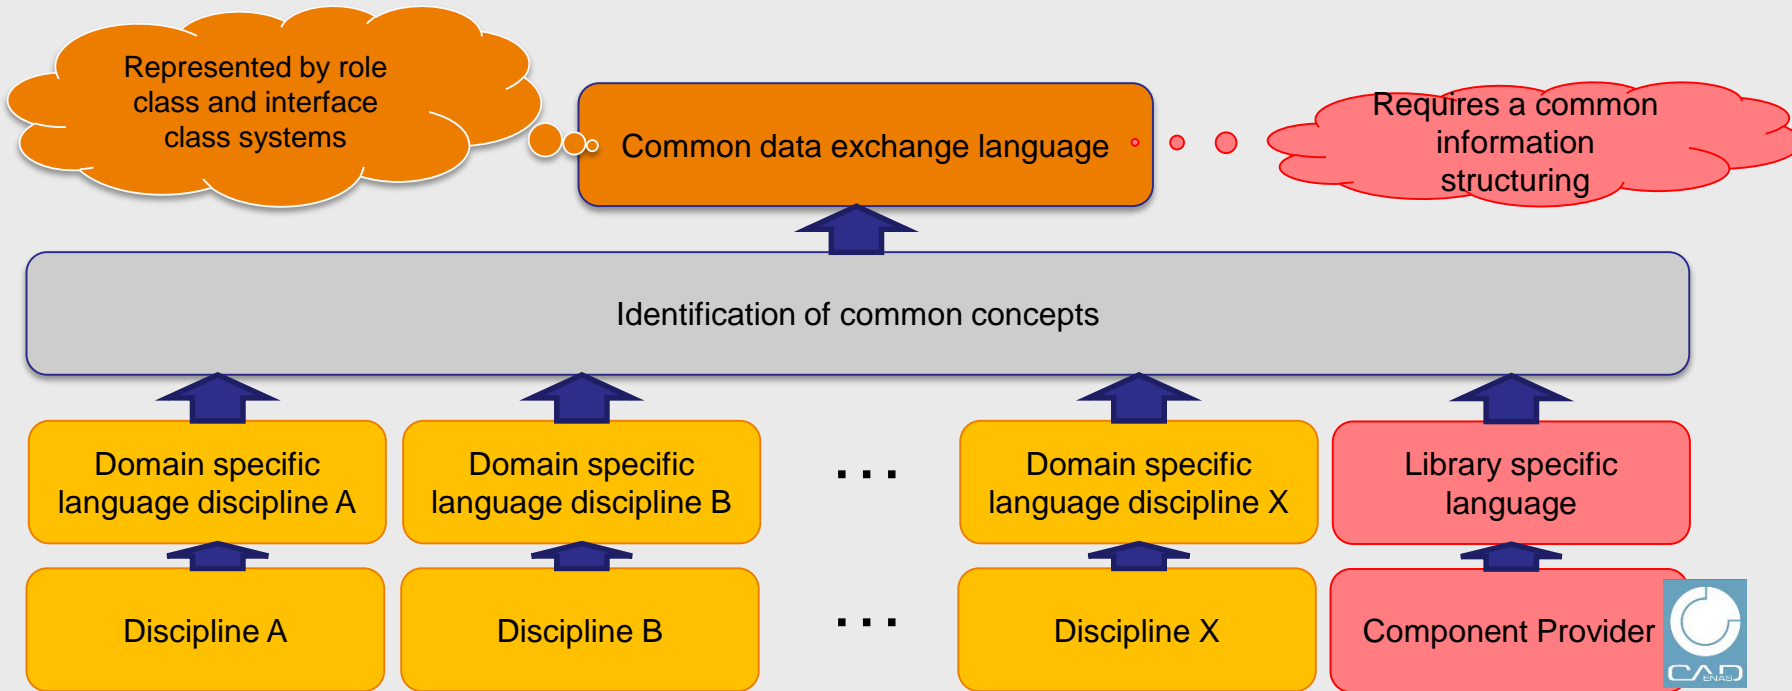 Represented by role
class and interface
class systems
Common data exchange language
Requires a common
information
structuring
Identification of common concepts
Domain specific
language discipline A
Domain specific
language discipline B
...
Domain specific
language discipline X
Library specific
language
Discipline A
Discipline B
...
Discipline X
Component Provider
CAD
ENAS